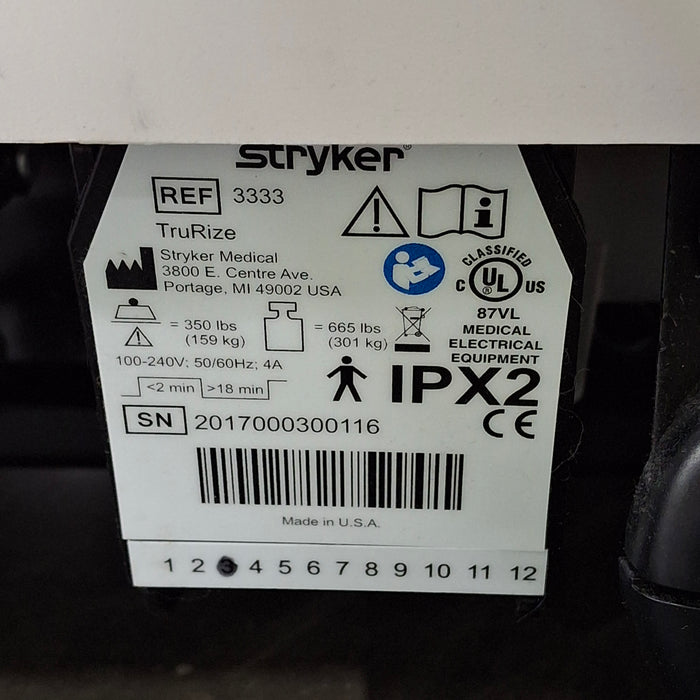 stryker®
REF 3333
TruRize
Stryker Medical
3800 E. Centre Ave.
Portage, MI 49002 USA
CLASSIFIED
C UL® US
87VL
MEDICAL
ELECTRICAL
EQUIPMENT
= 350 lbs
(159 kg)
= 665 lbs
(301 kg)
100-240V; 50/60Hz; 4A
<2 min >18 min
IPX2
SN 2017000300116
CE
Made in U.S.A.
1 2 3 4 5 6 7 8 9 10 11 12